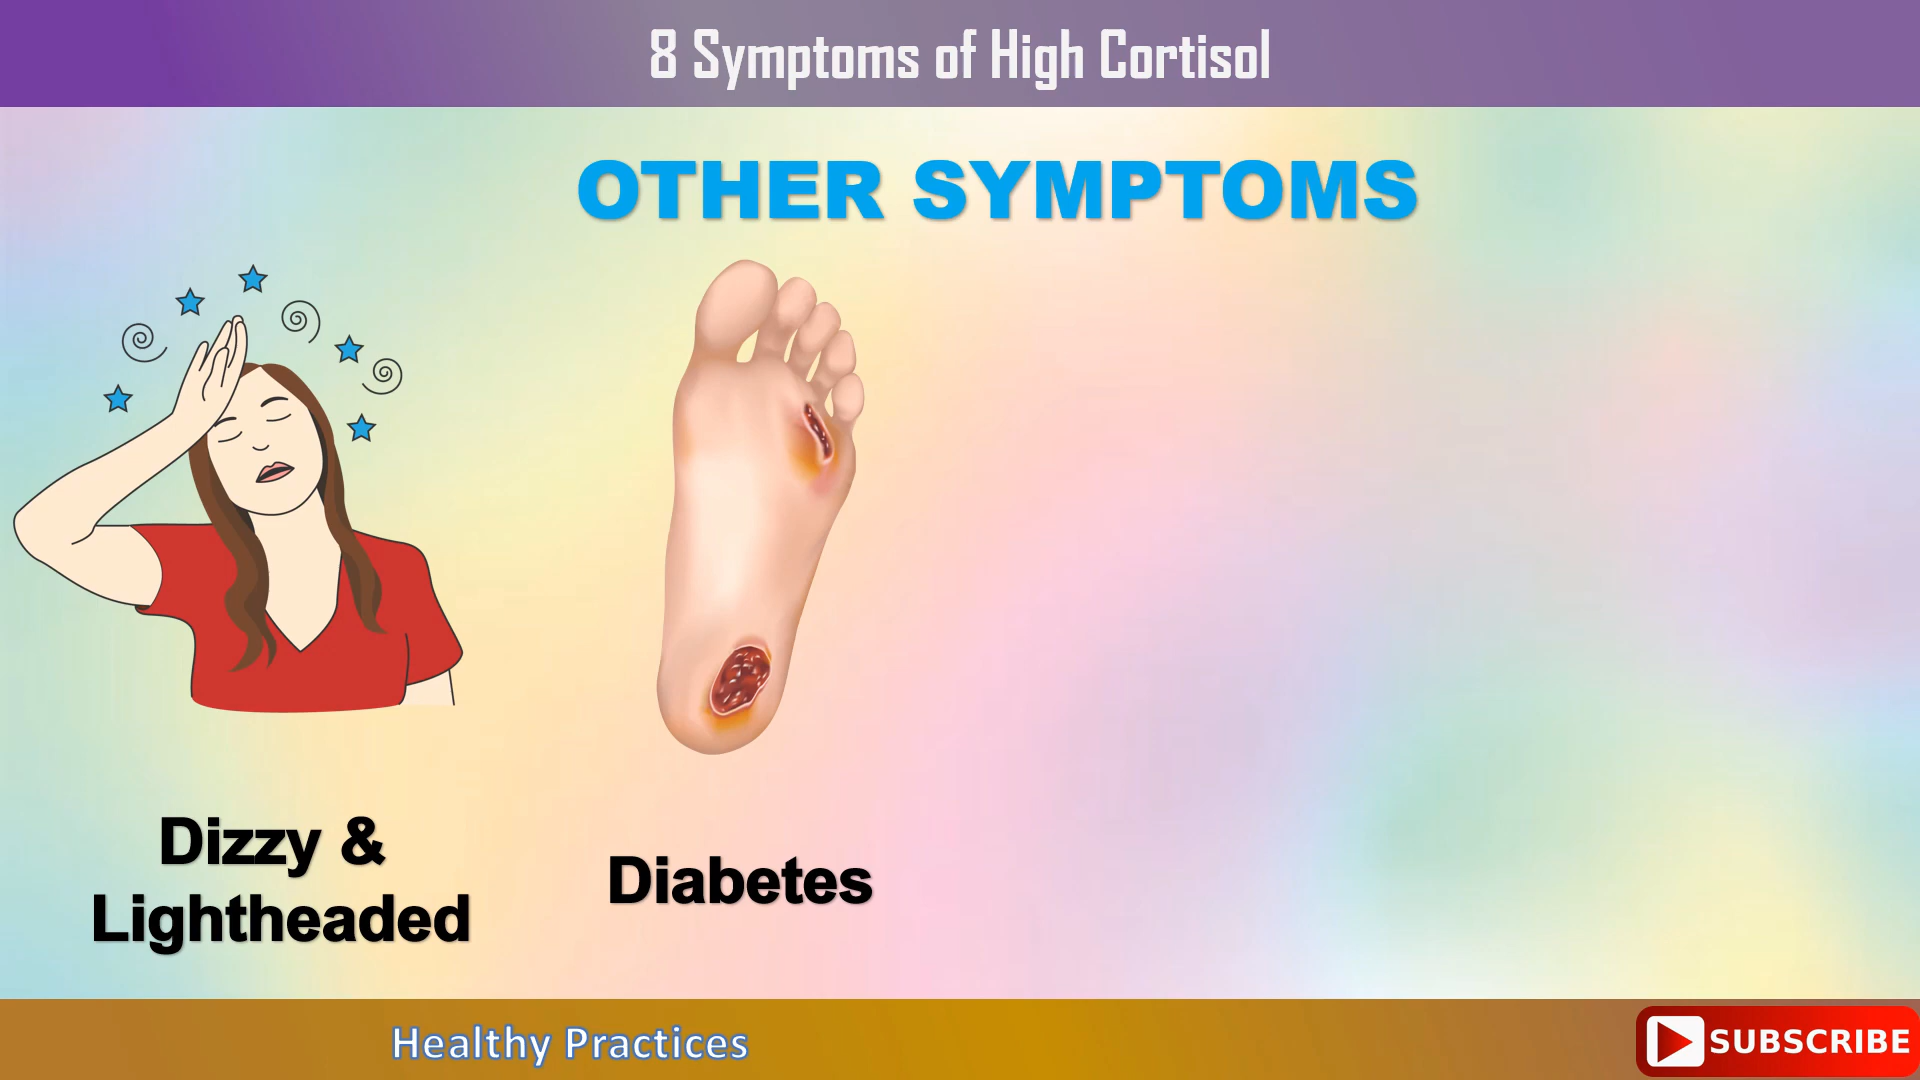 8 Symptoms of High Cortisol
OTHER SYMPTOMS
Dizzy &
Lightheaded
Diabetes
Healthy Practices
SUBSCRIBE